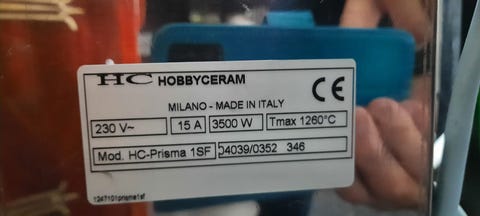 HC HOBBYCERAM
MILANO - MADE IN ITALY
CE
230 V~ 15 A 3500 W Tmax 1260°C
Mod. HC-Prisma 1SF 04039/0352 346
1247101prisma1sf